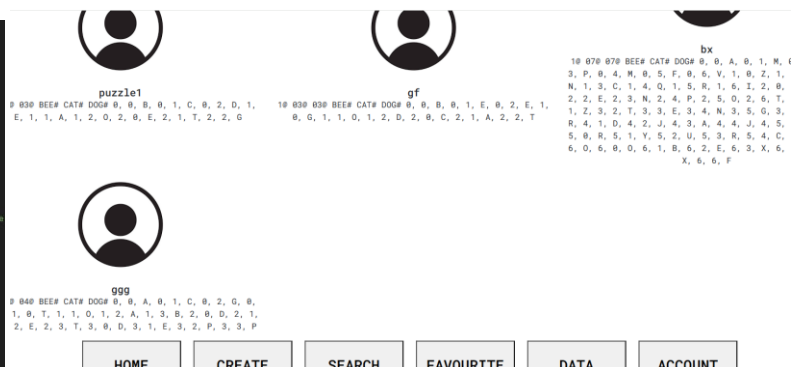 puzzle1
0 030 BEE# CAT# DOG# 0, 0, B, 0, 1, C, 0, 2, D, 1,
E, 1, 1, A, 1, 2, O, 2, 0, E, 2, 1, T, 2, 2, G
gf
10 030 030 BEE# CAT# DOG# 0, 0, B, 0, 1, E, 0, 2, E, 1,
0, G, 1, 1, O, 1, 2, D, 2, 0, C, 2, 1, A, 2, 2, T
bx
10 070 070 BEE# CAT# DOG# 0, 0, A, 0, 1, M, 0
3, P, 0, 4, M, 0, 5, F, 0, 6, V, 1, 0, Z, 1,
N, 1, 3, C, 1, 4, Q, 1, 5, R, 1, 6, I, 2, 0,
2, 2, E, 2, 3, N, 2, 4, P, 2, 5, O, 2, 6, T,
1, Z, 3, 2, T, 3, 3, E, 3, 4, N, 3, 5, G, 3,
R, 4, 1, D, 4, 2, J, 4, 3, A, 4, 4, J, 4, 5,
5, 0, R, 5, 1, Y, 5, 2, U, 5, 3, R, 5, 4, C,
6, O, 6, 0, O, 6, 1, B, 6, 2, E, 6, 3, X, 6,
X, 6, 6, F
ggg
0 040 BEE# CAT# DOG# 0, 0, A, 0, 1, C, 0, 2, G, 0,
1, 0, T, 1, 1, O, 1, 2, A, 1, 3, B, 2, 0, D, 2, 1,
2, E, 2, 3, T, 3, 0, D, 3, 1, E, 3, 2, P, 3, 3, P
HOME
CREATE
SEARCH
FAVOURITE
DATA
ACCOUNT